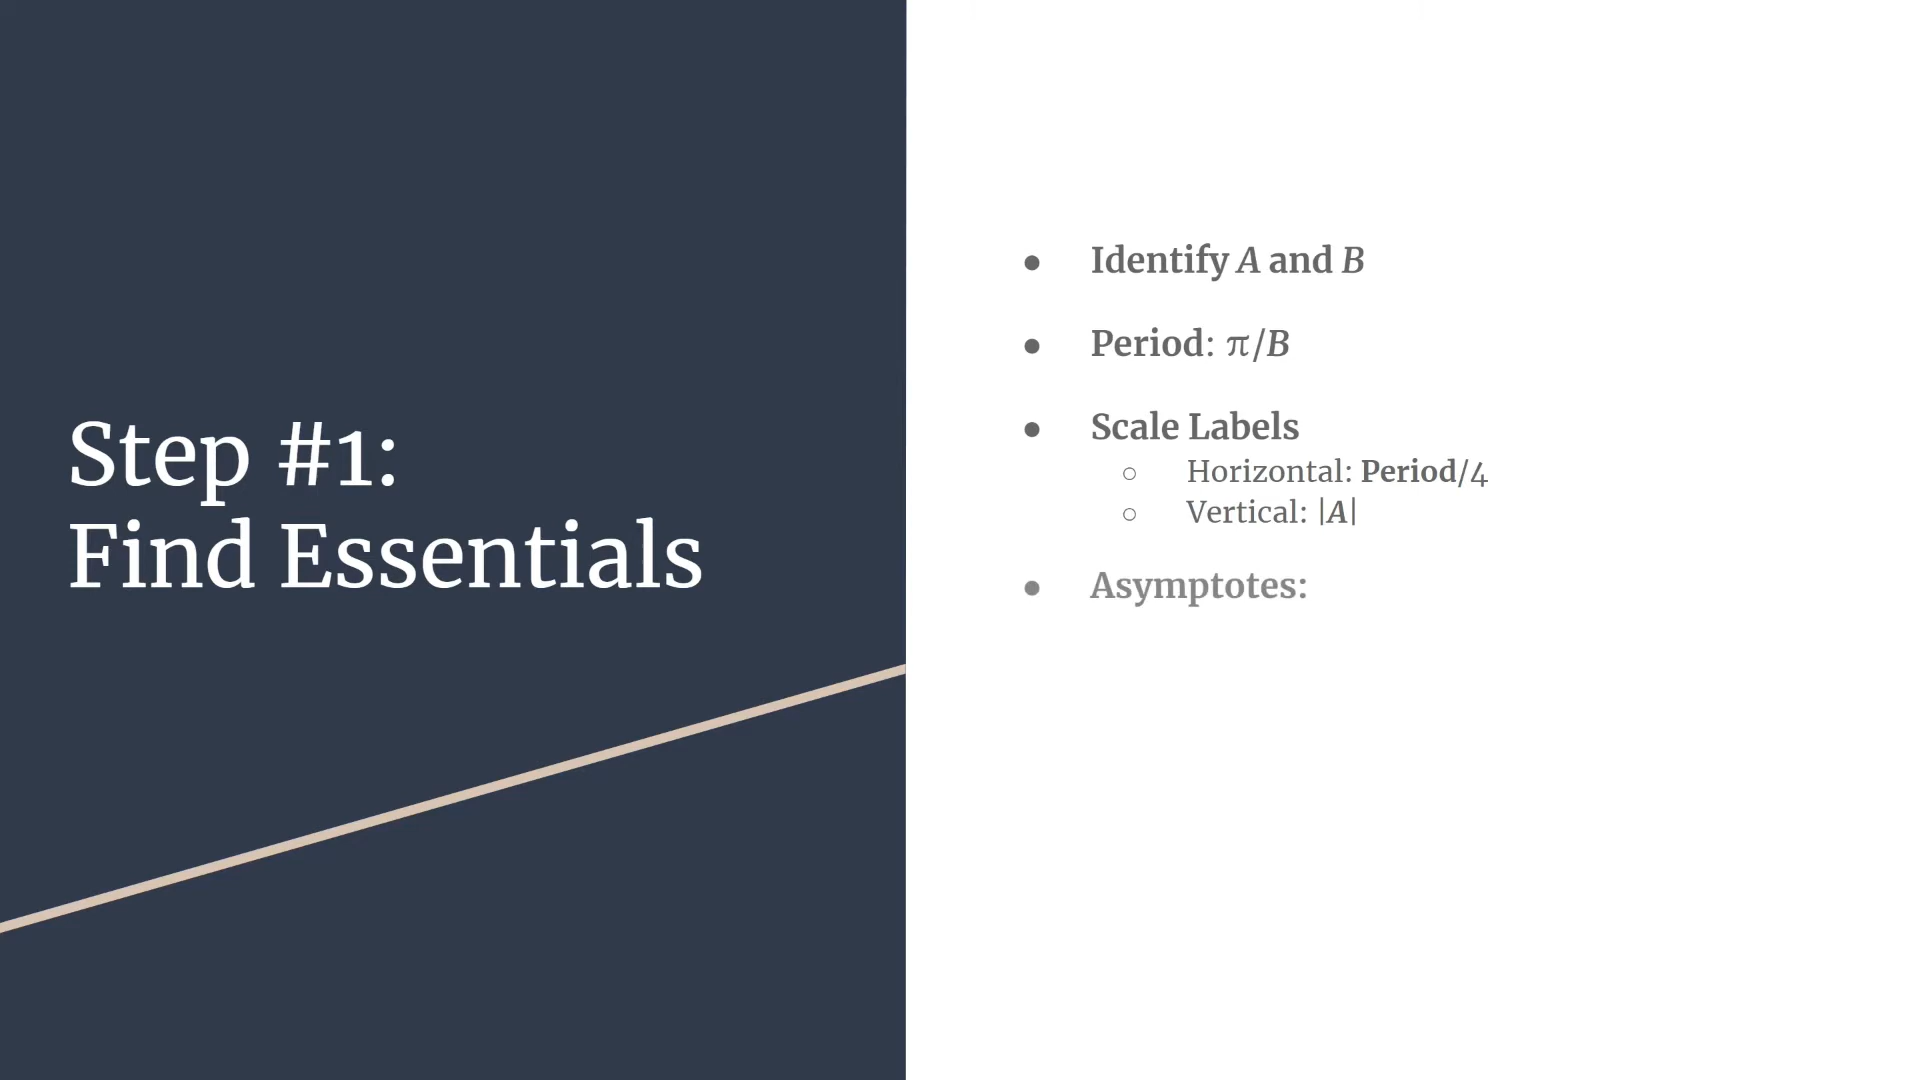 Step #1:
Find Essentials
● Identify A and B
● Period: π/B
● Scale Labels
○ Horizontal: Period/4
○ Vertical: |A|
● Asymptotes: